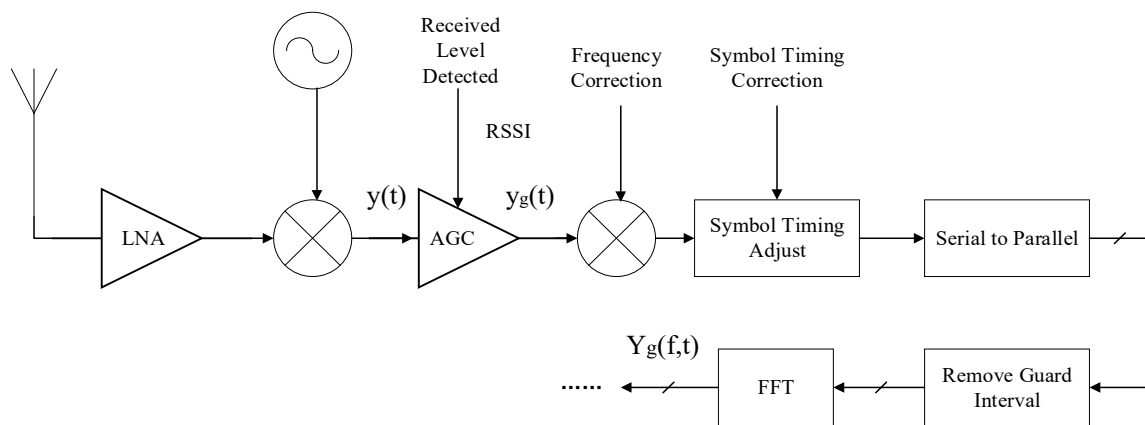 Received
Level
Detected
Frequency
Correction
Symbol Timing
Correction
RSSI
y(t)
yg(t)
LNA
AGC
Symbol Timing
Adjust
Serial to Parallel
Yg(f,t)
......
FFT
Remove Guard
Interval